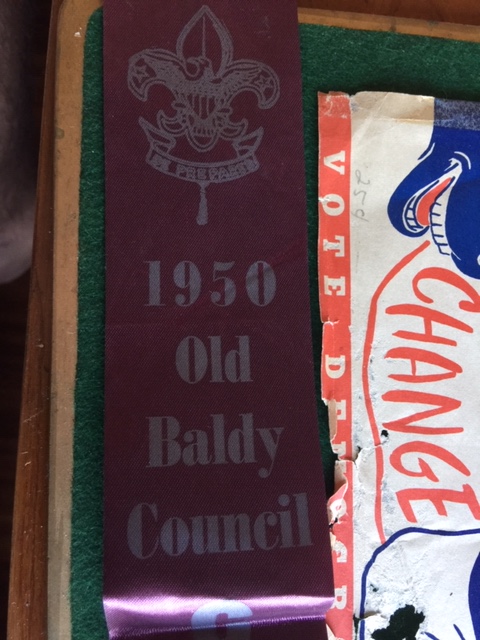 BE PREPARED
1950
Old
Baldy
Council
VOTE
CHANGE